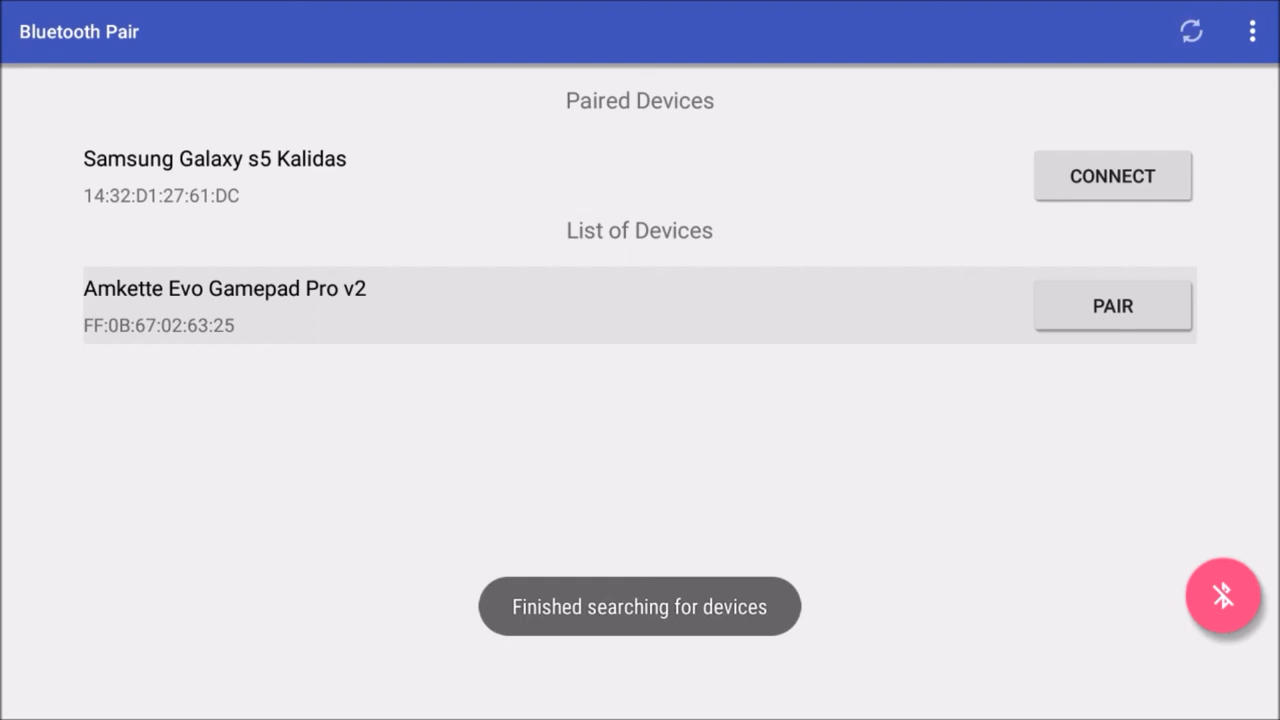 Bluetooth Pair
Paired Devices
Samsung Galaxy s5 Kalidas
14:32:D1:27:61:DC
CONNECT
List of Devices
Amkette Evo Gamepad Pro v2
FF:0B:67:02:63:25
PAIR
Finished searching for devices